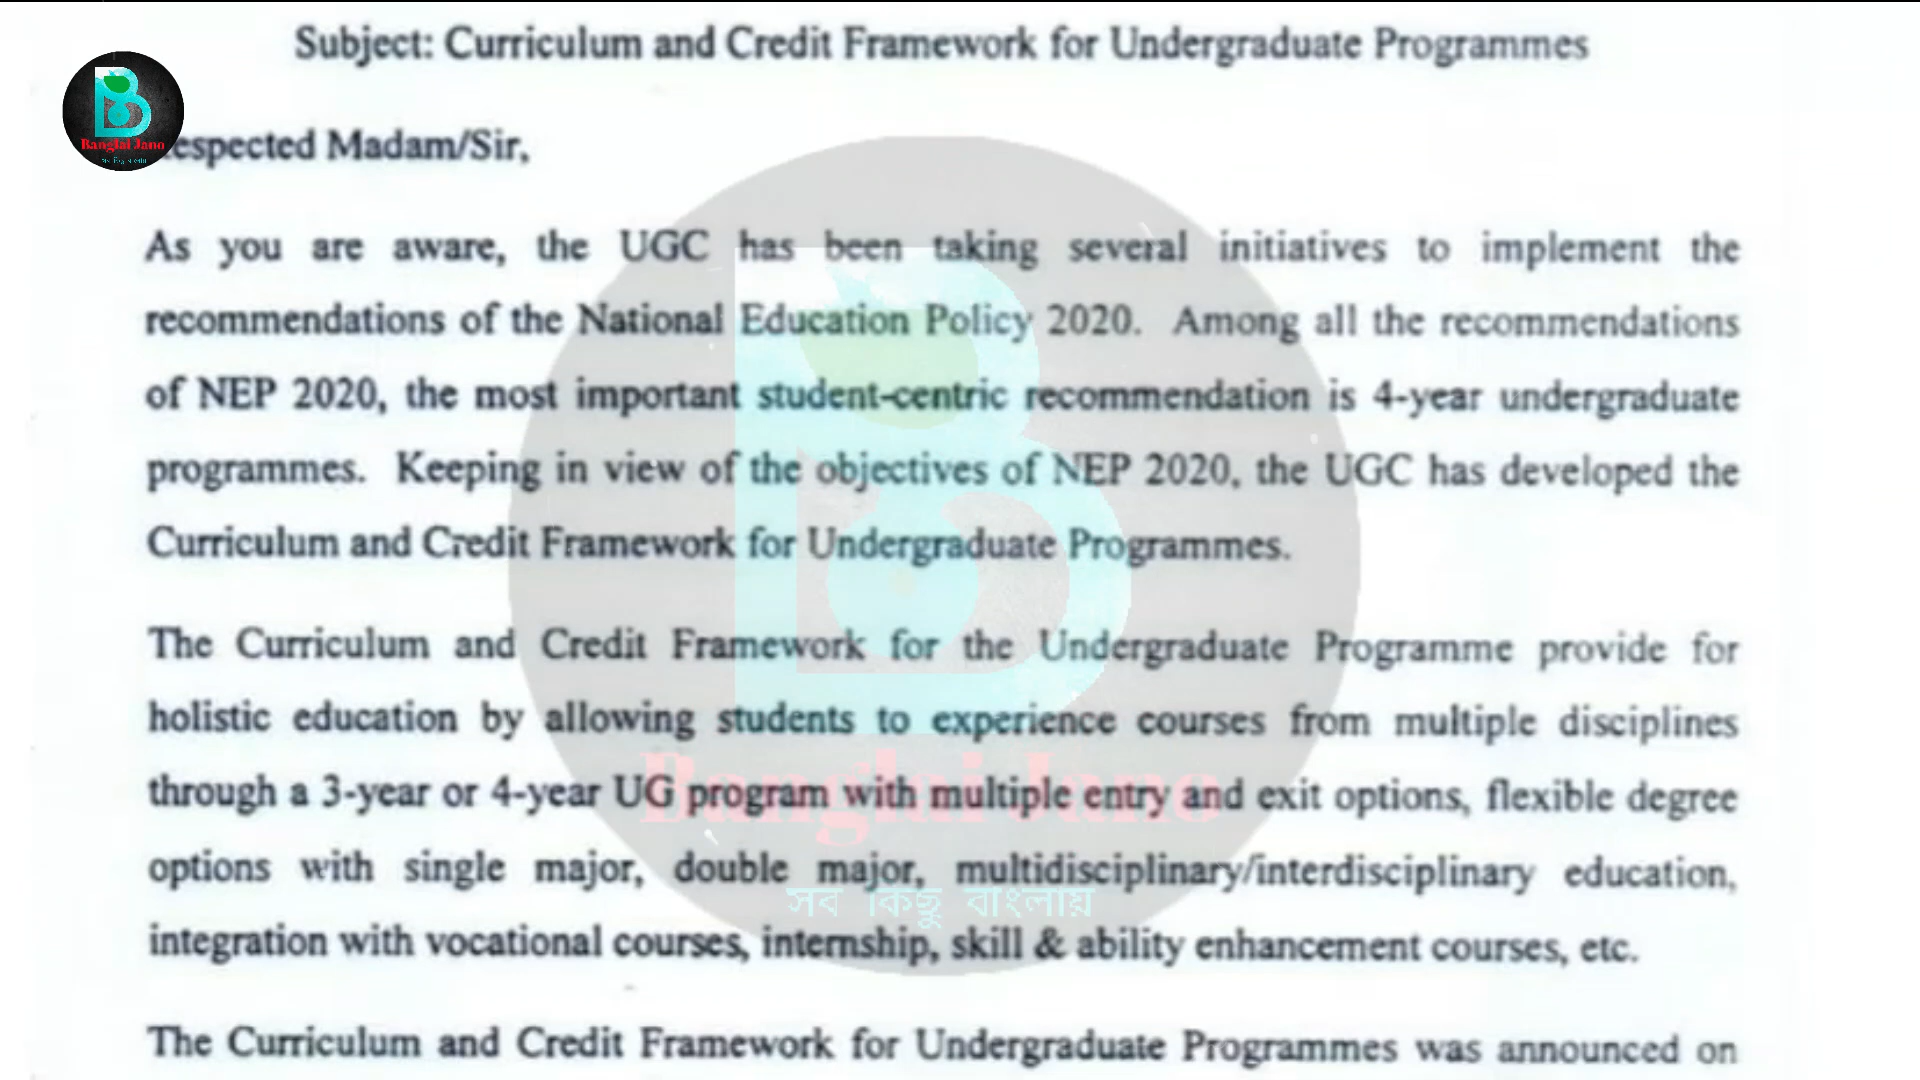 Subject: Curriculum and Credit Framework for Undergraduate Programmes
Banglai Jano
সব কিছু বাংলায়
espected Madam/Sir,
As you are aware, the UGC has been taking several initiatives to implement the
recommendations of the National Education Policy 2020. Among all the recommendations
of NEP 2020, the most important student-centric recommendation is 4-year undergraduate
programmes. Keeping in view of the objectives of NEP 2020, the UGC has developed the
Curriculum and Credit Framework for Undergraduate Programmes.
The Curriculum and Credit Framework for the Undergraduate Programme provide for
holistic education by allowing students to experience courses from multiple disciplines
through a 3-year or 4-year UG program with multiple entry and exit options, flexible degree
Banglai Jano
options with single major, double major, multidisciplinary/interdisciplinary education,
সব কিছু বাংলায়
integration with vocational courses, internship, skill & ability enhancement courses, etc.
The Curriculum and Credit Framework for Undergraduate Programmes was announced on